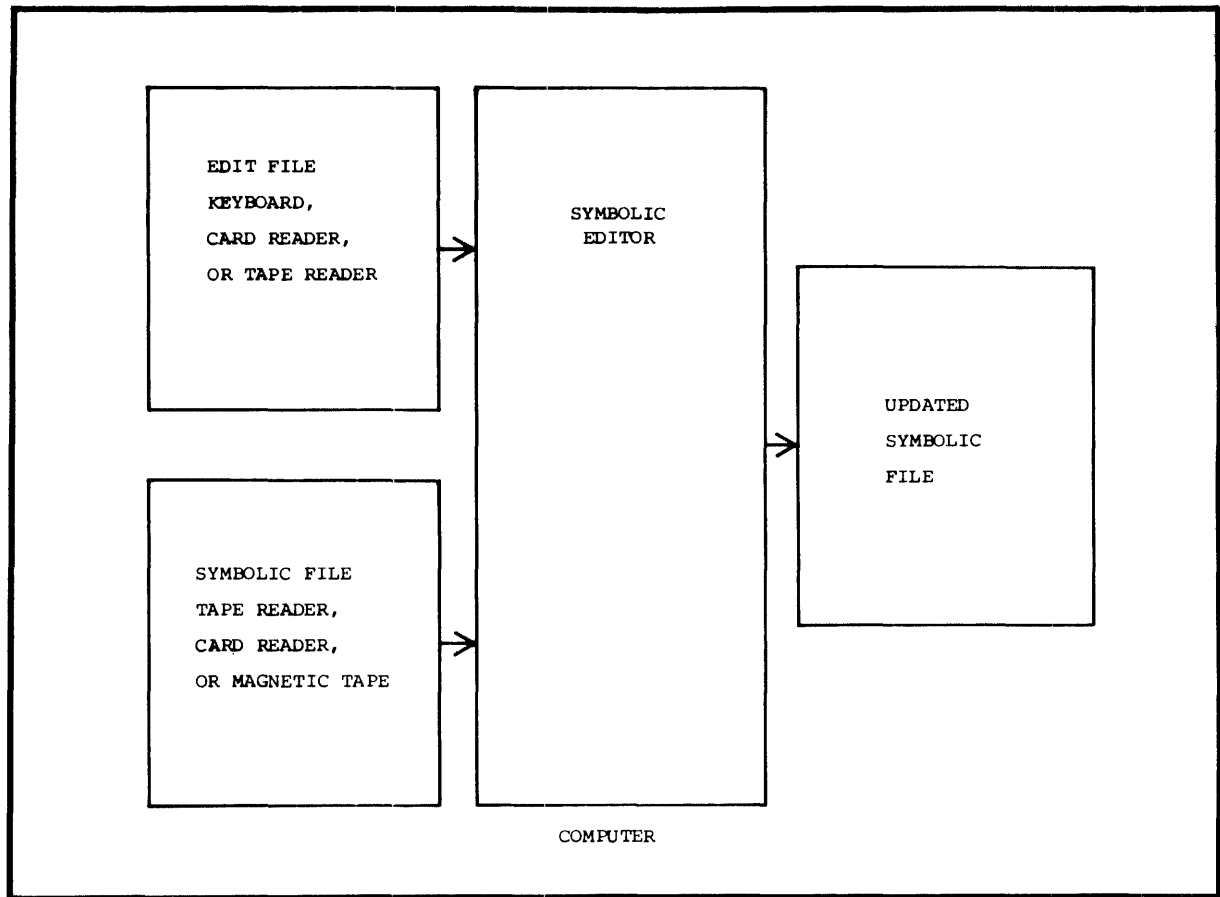 EDIT FILE
KEYBOARD,
CARD READER,
OR TAPE READER
SYMBOLIC FILE
TAPE READER,
CARD READER,
OR MAGNETIC TAPE
SYMBOLIC
EDITOR
COMPUTER
UPDATED
SYMBOLIC
FILE